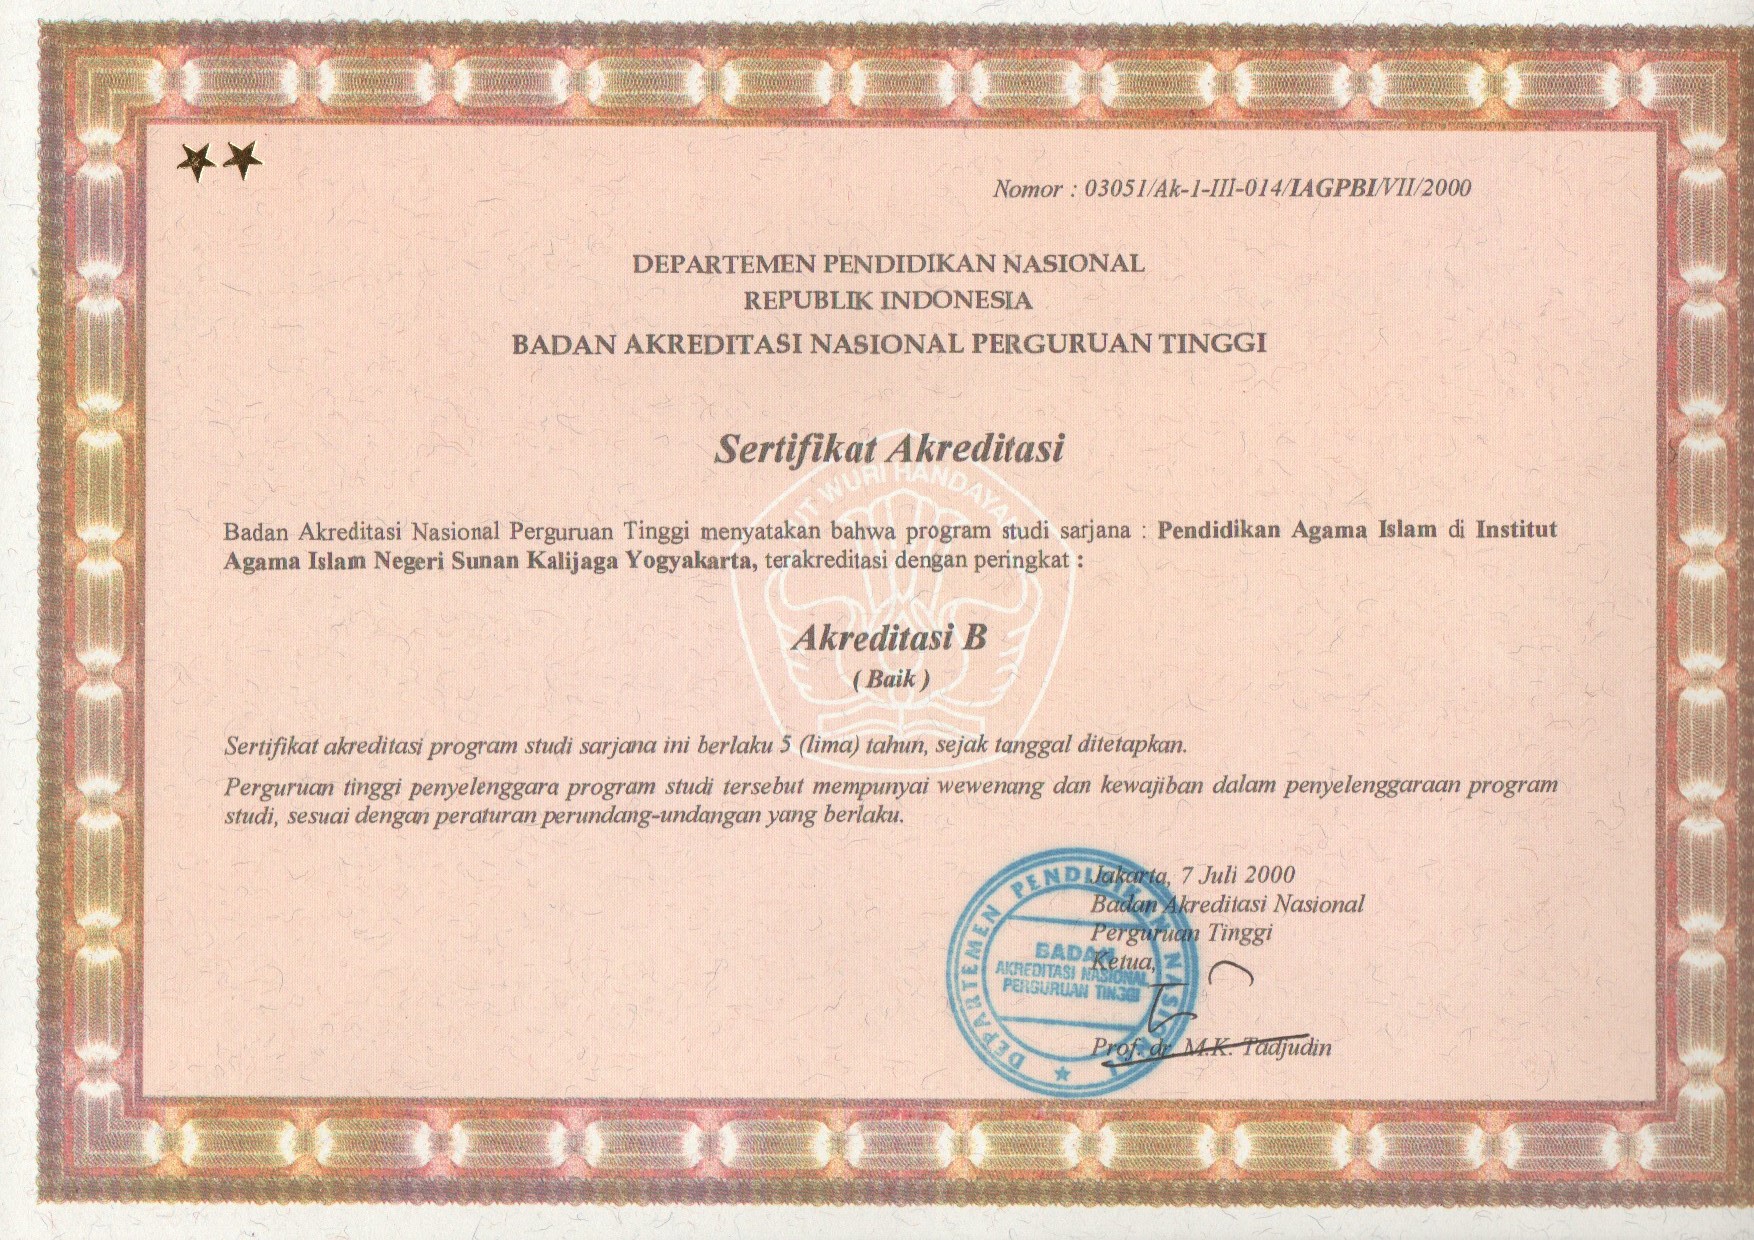 Nomor : 03051/Ak-1-III-014/IAGPBI/VII/2000
DEPARTEMEN PENDIDIKAN NASIONAL
REPUBLIK INDONESIA
BADAN AKREDITASI NASIONAL PERGURUAN TINGGI
Sertifikat Akreditasi
TUT WURI HANDAYANI
Badan Akreditasi Nasional Perguruan Tinggi menyatakan bahwa program studi sarjana : Pendidikan Agama Islam di Institut
Agama Islam Negeri Sunan Kalijaga Yogyakarta, terakreditasi dengan peringkat :
Akreditasi B
( Baik )
Sertifikat akreditasi program studi sarjana ini berlaku 5 (lima) tahun, sejak tanggal ditetapkan.
Perguruan tinggi penyelenggara program studi tersebut mempunyai wewenang dan kewajiban dalam penyelenggaraan program
studi, sesuai dengan peraturan perundang-undangan yang berlaku.
Jakarta, 7 Juli 2000
Badan Akreditasi Nasional
Perguruan Tinggi
Ketua,
Prof. dr. M.K. Tadjudin
DEPARTEMEN PENDIDIKAN NASIONAL
BADAN
AKREDITASI NASIONAL
PERGURUAN TINGGI